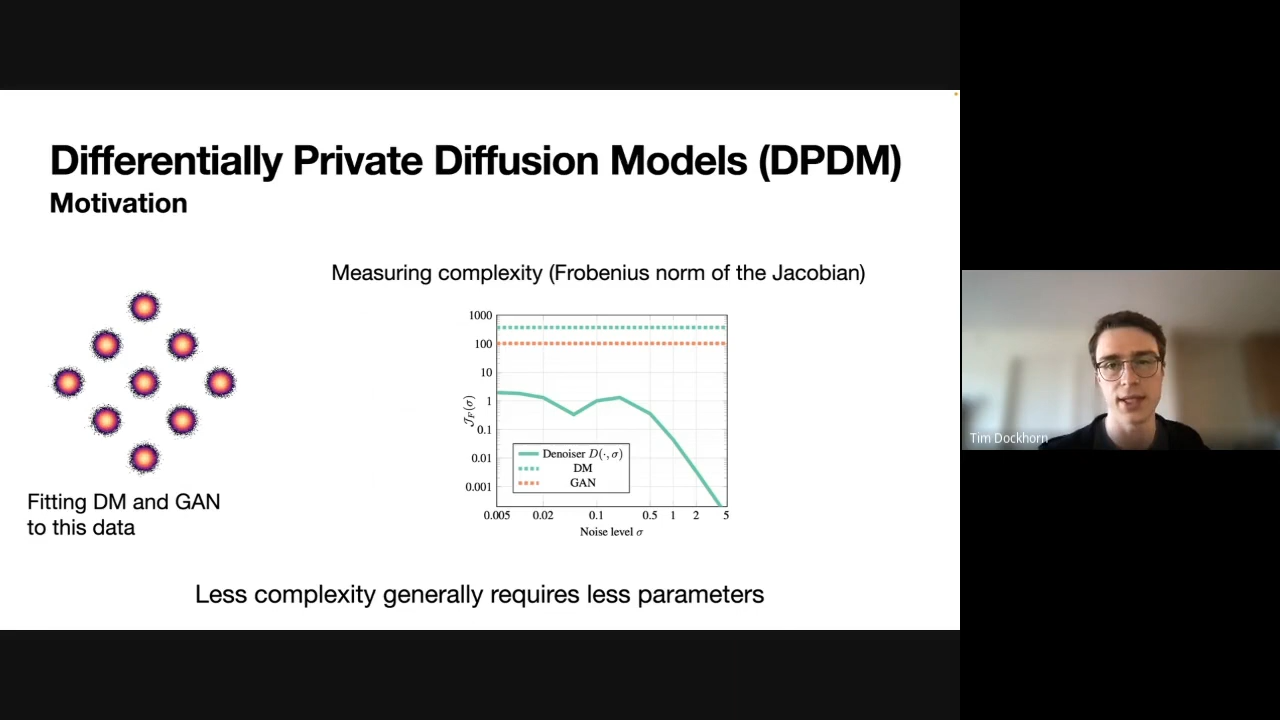 Differentially Private Diffusion Models (DPDM)
Motivation
Measuring complexity (Frobenius norm of the Jacobian)
1000
100
10
1
0.1
0.01
0.001
𝒥_F(σ)
Denoiser D(·, σ)
DM
GAN
0.005 0.02 0.1 0.5 1 2 5
Noise level σ
Fitting DM and GAN
to this data
Less complexity generally requires less parameters
Tim Dockhorn